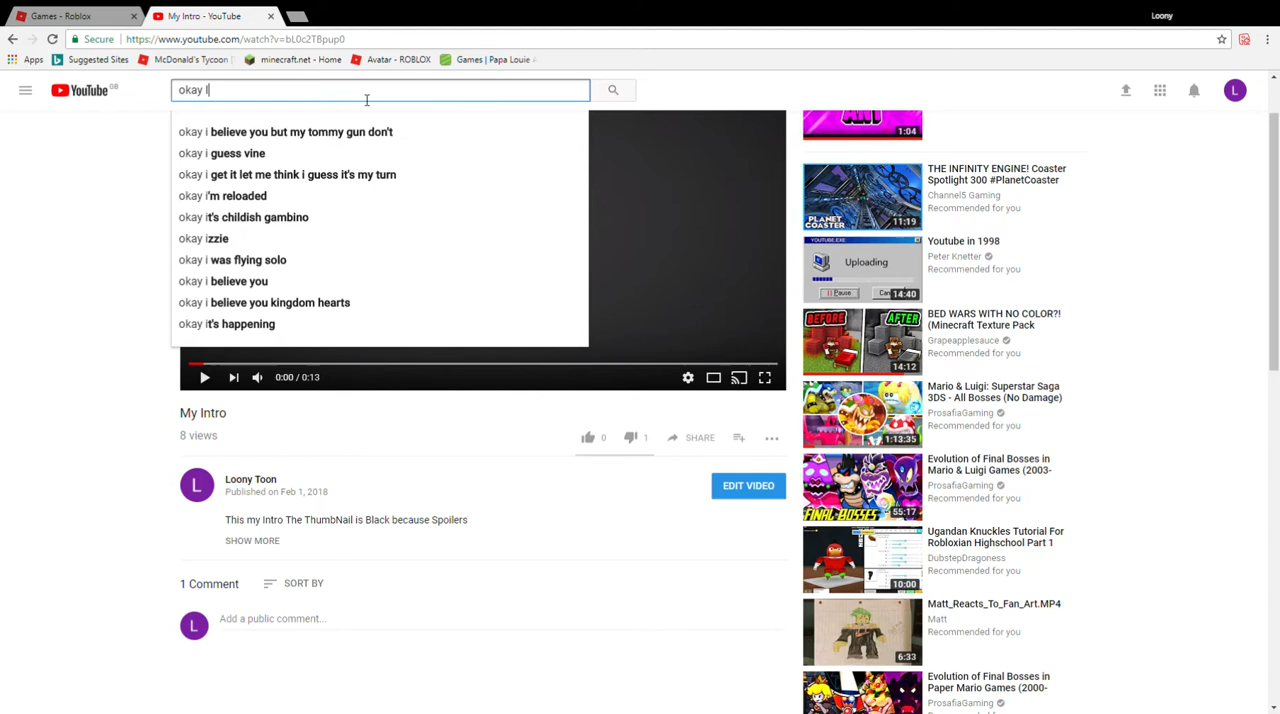 Games - Roblox
My Intro - YouTube
Loony
Secure
https://www.youtube.com/watch?v=bL0c2TBpup0
Apps
Suggested Sites
McDonald's Tycoon
minecraft.net - Home
Avatar - ROBLOX
Games | Papa Louie
YouTube GB
okay I
L
okay i believe you but my tommy gun don't
okay i guess vine
okay i get it let me think i guess it's my turn
okay i'm reloaded
okay it's childish gambino
okay izzie
okay i was flying solo
okay i believe you
okay i believe you kingdom hearts
okay it's happening
0:00 / 0:13
My Intro
8 views
0
1
SHARE
L
Loony Toon
Published on Feb 1, 2018
EDIT VIDEO
This my Intro The ThumbNail is Black because Spoilers
SHOW MORE
1 Comment
SORT BY
L
Add a public comment...
1:04
PLANET
COASTER
11:19
THE INFINITY ENGINE! Coaster
Spotlight 300 #PlanetCoaster
Channel5 Gaming
Recommended for you
YOUTUBE.EXE
Uploading
Pause
14:40
Youtube in 1998
Peter Knetter
Recommended for you
BEFORE
AFTER
14:12
BED WARS WITH NO COLOR?!
(Minecraft Texture Pack
Grapeapplesauce
Recommended for you
1:13:35
Mario & Luigi: Superstar Saga
3DS - All Bosses (No Damage)
ProsafiaGaming
Recommended for you
FINAL BOSSES
55:17
Evolution of Final Bosses in
Mario & Luigi Games (2003-
ProsafiaGaming
Recommended for you
10:00
Ugandan Knuckles Tutorial For
Robloxian Highschool Part 1
DubstepDragoness
Recommended for you
6:33
Matt_Reacts_To_Fan_Art.MP4
Matt
Recommended for you
Evolution of Final Bosses in
Paper Mario Games (2000-
ProsafiaGaming